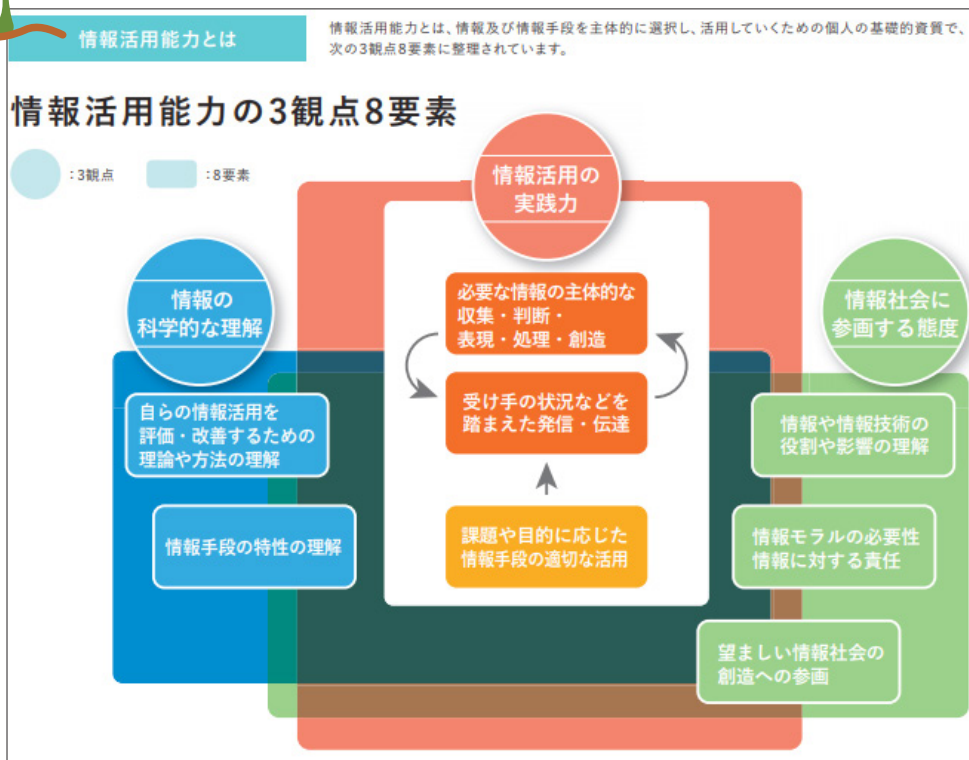 情報活用能力とは
情報活用能力とは、情報及び情報手段を主体的に選択し、活用していくための個人の基礎的資質で、
次の3観点8要素に整理されています。
情報活用能力の3観点8要素
:3観点
:8要素
情報活用の
実践力
情報の
科学的な理解
情報社会に
参画する態度
必要な情報の主体的な
収集・判断・
表現・処理・創造
受け手の状況などを
踏まえた発信・伝達
課題や目的に応じた
情報手段の適切な活用
自らの情報活用を
評価・改善するための
理論や方法の理解
情報手段の特性の理解
情報や情報技術の
役割や影響の理解
情報モラルの必要性
情報に対する責任
望ましい情報社会の
創造への参画